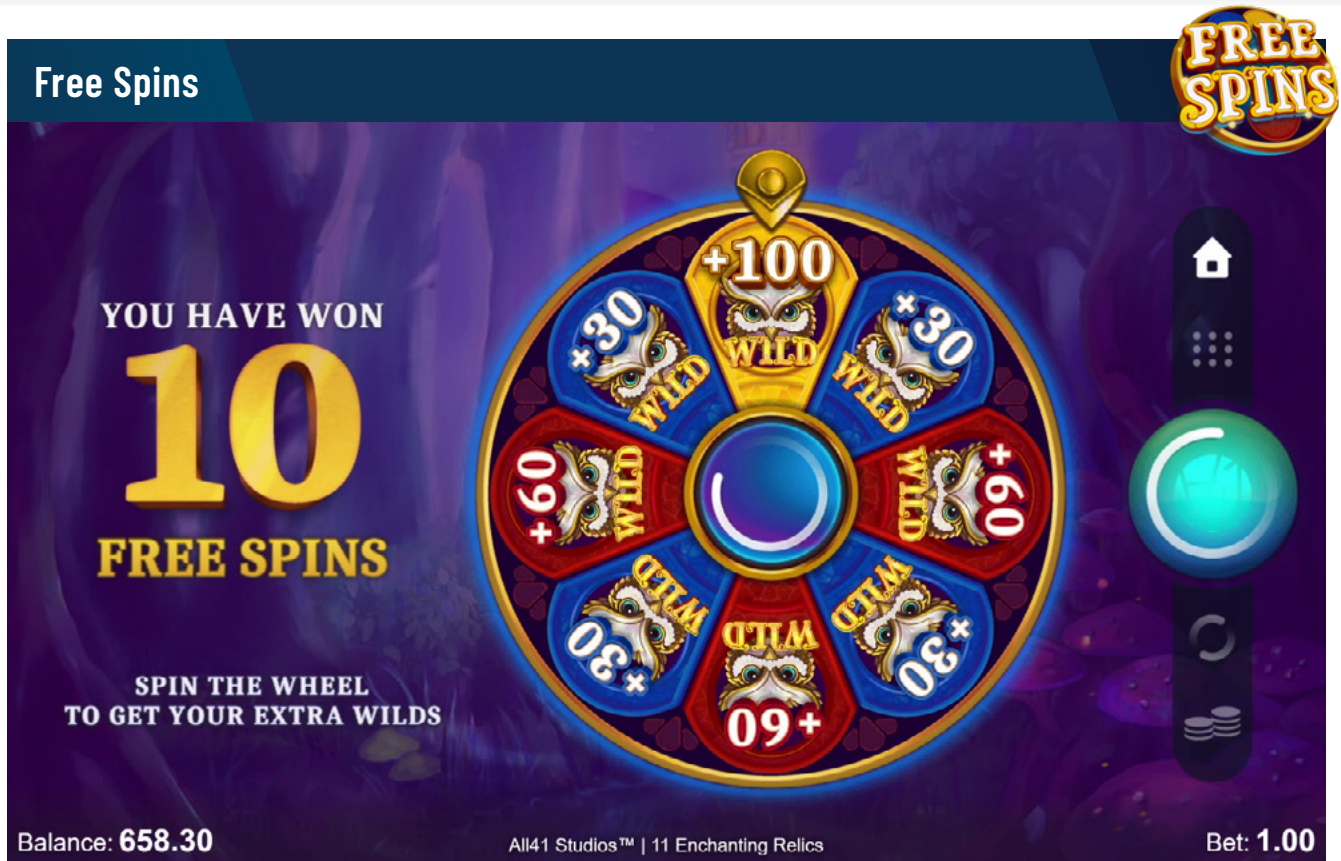 Free Spins
FREE
SPINS
YOU HAVE WON
10
FREE SPINS
SPIN THE WHEEL
TO GET YOUR EXTRA WILDS
+100
WILD
+30
WILD
+60
WILD
+30
WILD
+60
WILD
+30
WILD
+60
WILD
+30
WILD
Balance: 658.30
All41 Studios™ | 11 Enchanting Relics
Bet: 1.00